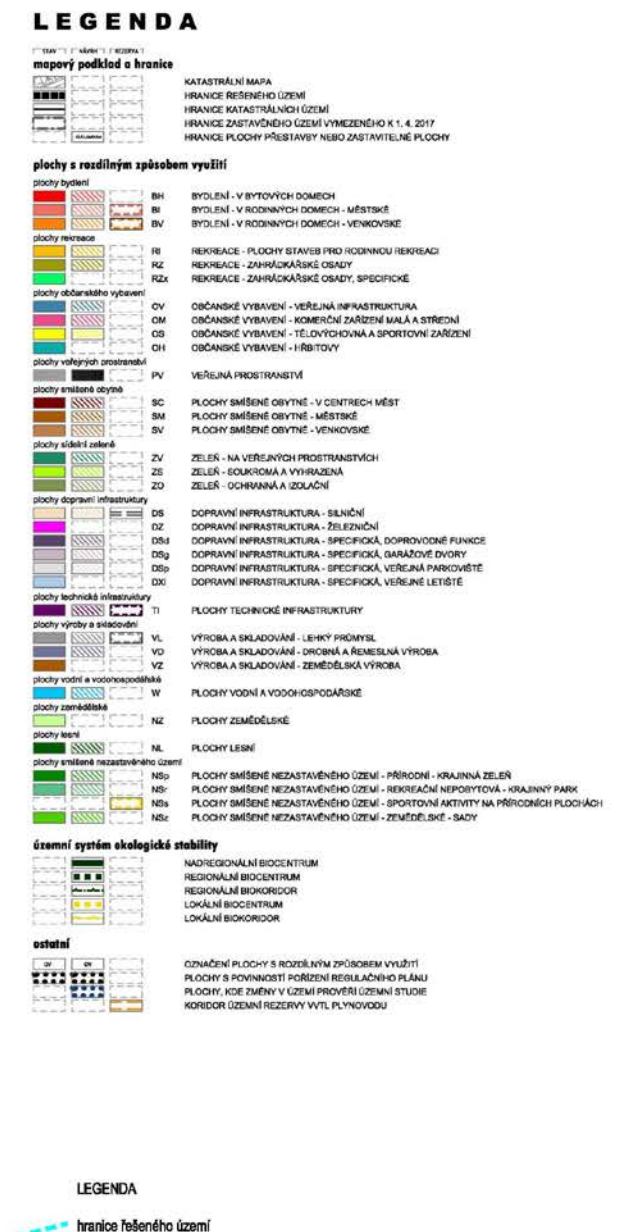 LEGENDA
STAV NÁVRH REZERVA
mapový podklad a hranice
KATASTRÁLNÍ MAPA
HRANICE ŘEŠENÉHO ÚZEMÍ
HRANICE KATASTRÁLNÍCH ÚZEMÍ
HRANICE ZASTAVĚNÉHO ÚZEMÍ VYMEZENÉHO K 1. 4. 2017
HRANICE PLOCHY PŘESTAVBY NEBO ZASTAVITELNÉ PLOCHY
plochy s rozdílným způsobem využití
plochy bydlení
BH BYDLENÍ - V BYTOVÝCH DOMECH
BI BYDLENÍ - V RODINNÝCH DOMECH - MĚSTSKÉ
BV BYDLENÍ - V RODINNÝCH DOMECH - VENKOVSKÉ
plochy rekreace
RI REKREACE - PLOCHY STAVEB PRO RODINNOU REKREACI
RZ REKREACE - ZAHRÁDKÁŘSKÉ OSADY
RZx REKREACE - ZAHRÁDKÁŘSKÉ OSADY, SPECIFICKÉ
plochy občanského vybavení
OV OBČANSKÉ VYBAVENÍ - VEŘEJNÁ INFRASTRUKTURA
OM OBČANSKÉ VYBAVENÍ - KOMERČNÍ ZAŘÍZENÍ MALÁ A STŘEDNÍ
OS OBČANSKÉ VYBAVENÍ - TĚLOVÝCHOVNÁ A SPORTOVNÍ ZAŘÍZENÍ
OH OBČANSKÉ VYBAVENÍ - HŘBITOVY
plochy veřejných prostranství
PV VEŘEJNÁ PROSTRANSTVÍ
plochy smíšené obytné
SC PLOCHY SMÍŠENÉ OBYTNÉ - V CENTRECH MĚST
SM PLOCHY SMÍŠENÉ OBYTNÉ - MĚSTSKÉ
SV PLOCHY SMÍŠENÉ OBYTNÉ - VENKOVSKÉ
plochy sídelní zeleně
ZV ZELEŇ - NA VEŘEJNÝCH PROSTRANSTVÍCH
ZS ZELEŇ - SOUKROMÁ A VYHRAZENÁ
ZO ZELEŇ - OCHRANNÁ A IZOLAČNÍ
plochy dopravní infrastruktury
DS DOPRAVNÍ INFRASTRUKTURA - SILNIČNÍ
DZ DOPRAVNÍ INFRASTRUKTURA - ŽELEZNIČNÍ
DSd DOPRAVNÍ INFRASTRUKTURA - SPECIFICKÁ, DOPROVODNÉ FUNKCE
DSg DOPRAVNÍ INFRASTRUKTURA - SPECIFICKÁ, GARÁŽOVÉ DVORY
DSp DOPRAVNÍ INFRASTRUKTURA - SPECIFICKÁ, VEŘEJNÁ PARKOVIŠTĚ
DXl DOPRAVNÍ INFRASTRUKTURA - SPECIFICKÁ, VEŘEJNÉ LETIŠTĚ
plochy technické infrastruktury
TI PLOCHY TECHNICKÉ INFRASTRUKTURY
plochy výroby a skladování
VL VÝROBA A SKLADOVÁNÍ - LEHKÝ PRŮMYSL
VD VÝROBA A SKLADOVÁNÍ - DROBNÁ A ŘEMESLNÁ VÝROBA
VZ VÝROBA A SKLADOVÁNÍ - ZEMĚDĚLSKÁ VÝROBA
plochy vodní a vodohospodářské
W PLOCHY VODNÍ A VODOHOSPODÁŘSKÉ
plochy zemědělské
NZ PLOCHY ZEMĚDĚLSKÉ
plochy lesní
NL PLOCHY LESNÍ
plochy smíšené nezastavěného území
NSp PLOCHY SMÍŠENÉ NEZASTAVĚNÉHO ÚZEMÍ - PŘÍRODNÍ - KRAJINNÁ ZELEŇ
NSr PLOCHY SMÍŠENÉ NEZASTAVĚNÉHO ÚZEMÍ - REKREAČNÍ NEPOBYTOVÁ - KRAJINNÝ PARK
NSs PLOCHY SMÍŠENÉ NEZASTAVĚNÉHO ÚZEMÍ - SPORTOVNÍ AKTIVITY NA PŘÍRODNÍCH PLOCHÁCH
NSz PLOCHY SMÍŠENÉ NEZASTAVĚNÉHO ÚZEMÍ - ZEMĚDĚLSKÉ - SADY
územní systém ekologické stability
NADREGIONÁLNÍ BIOCENTRUM
REGIONÁLNÍ BIOCENTRUM
REGIONÁLNÍ BIOKORIDOR
LOKÁLNÍ BIOCENTRUM
LOKÁLNÍ BIOKORIDOR
ostatní
OV OV OZNAČENÍ PLOCHY S ROZDÍLNÝM ZPŮSOBEM VYUŽITÍ
PLOCHY S POVINNOSTÍ POŘÍZENÍ REGULAČNÍHO PLÁNU
PLOCHY, KDE ZMĚNY V ÚZEMÍ PROVĚŘÍ ÚZEMNÍ STUDIE
KORIDOR ÚZEMNÍ REZERVY VVTL PLYNOVODU
LEGENDA
hranice řešeného území